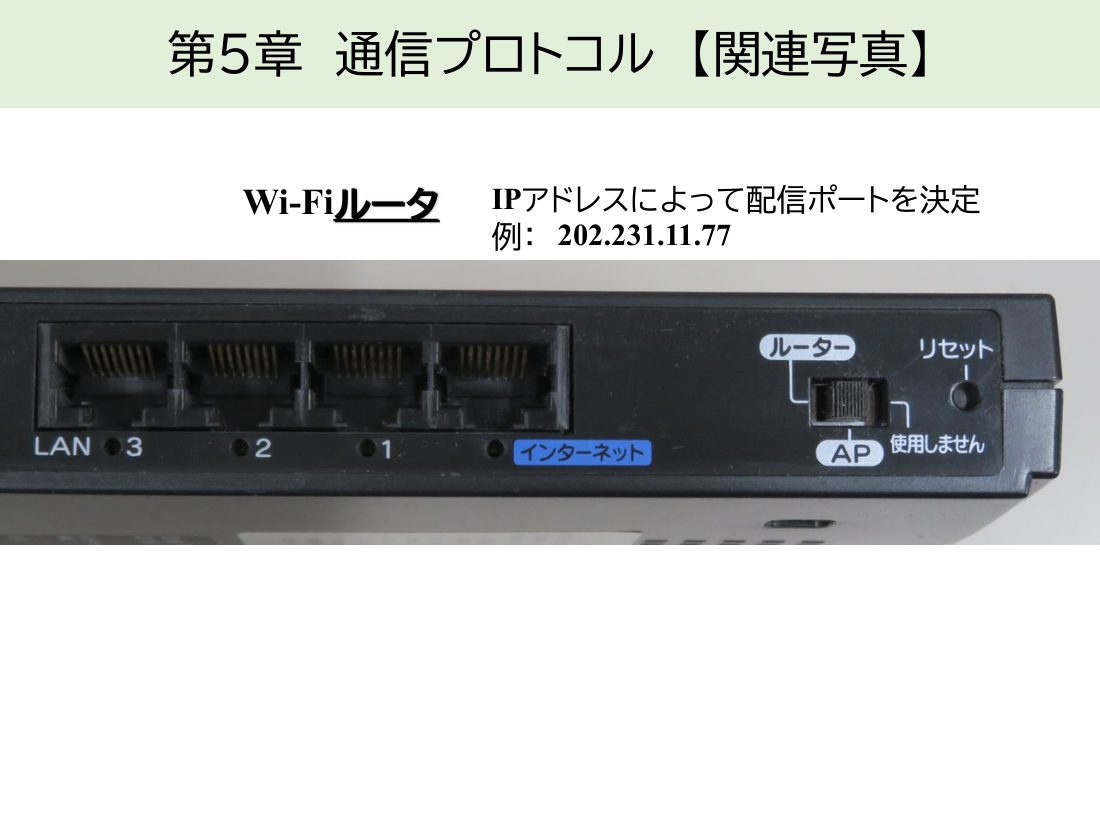 第5章 通信プロトコル 【関連写真】
Wi-Fiルータ
IPアドレスによって配信ポートを決定
例： 202.231.11.77
ルーター
リセット
LAN 3 2 1 インターネット
AP
使用しません